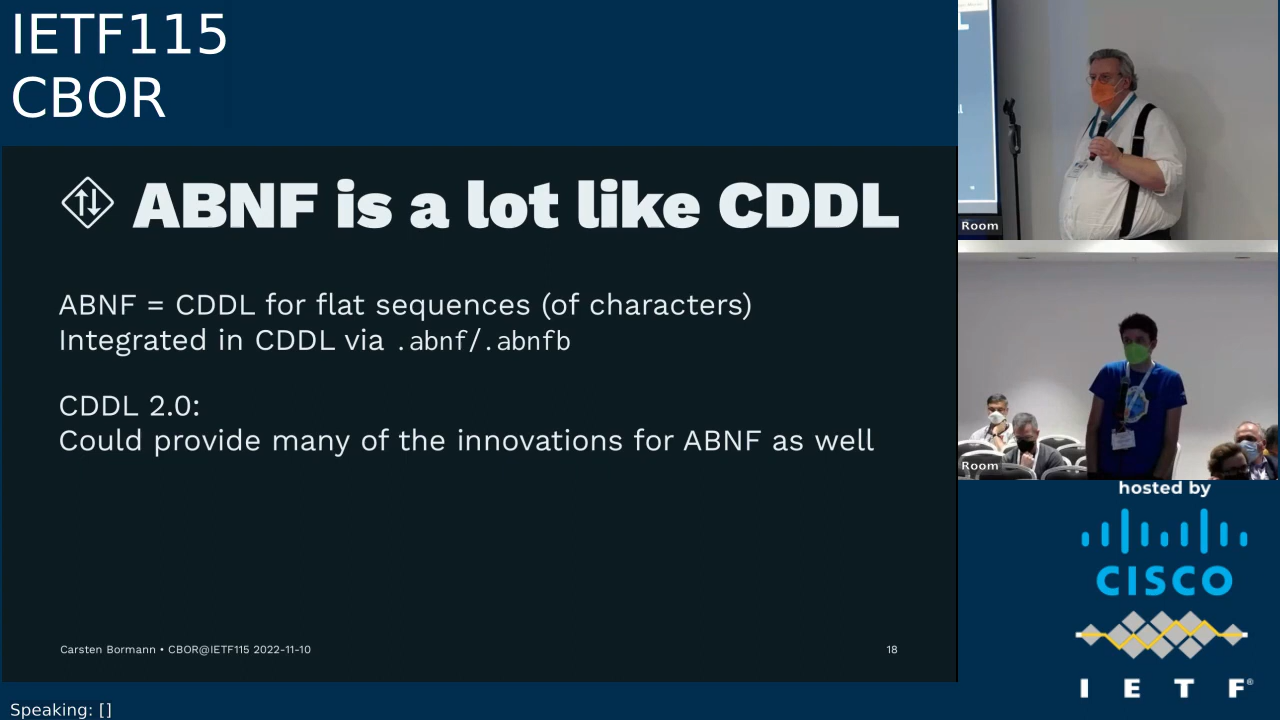 IETF115
CBOR
ABNF is a lot like CDDL
ABNF = CDDL for flat sequences (of characters)
Integrated in CDDL via .abnf/.abnfb
CDDL 2.0:
Could provide many of the innovations for ABNF as well
Carsten Bormann • CBOR@IETF115 2022-11-10
18
Room
Room
hosted by
CISCO
I E T F®
Speaking: []